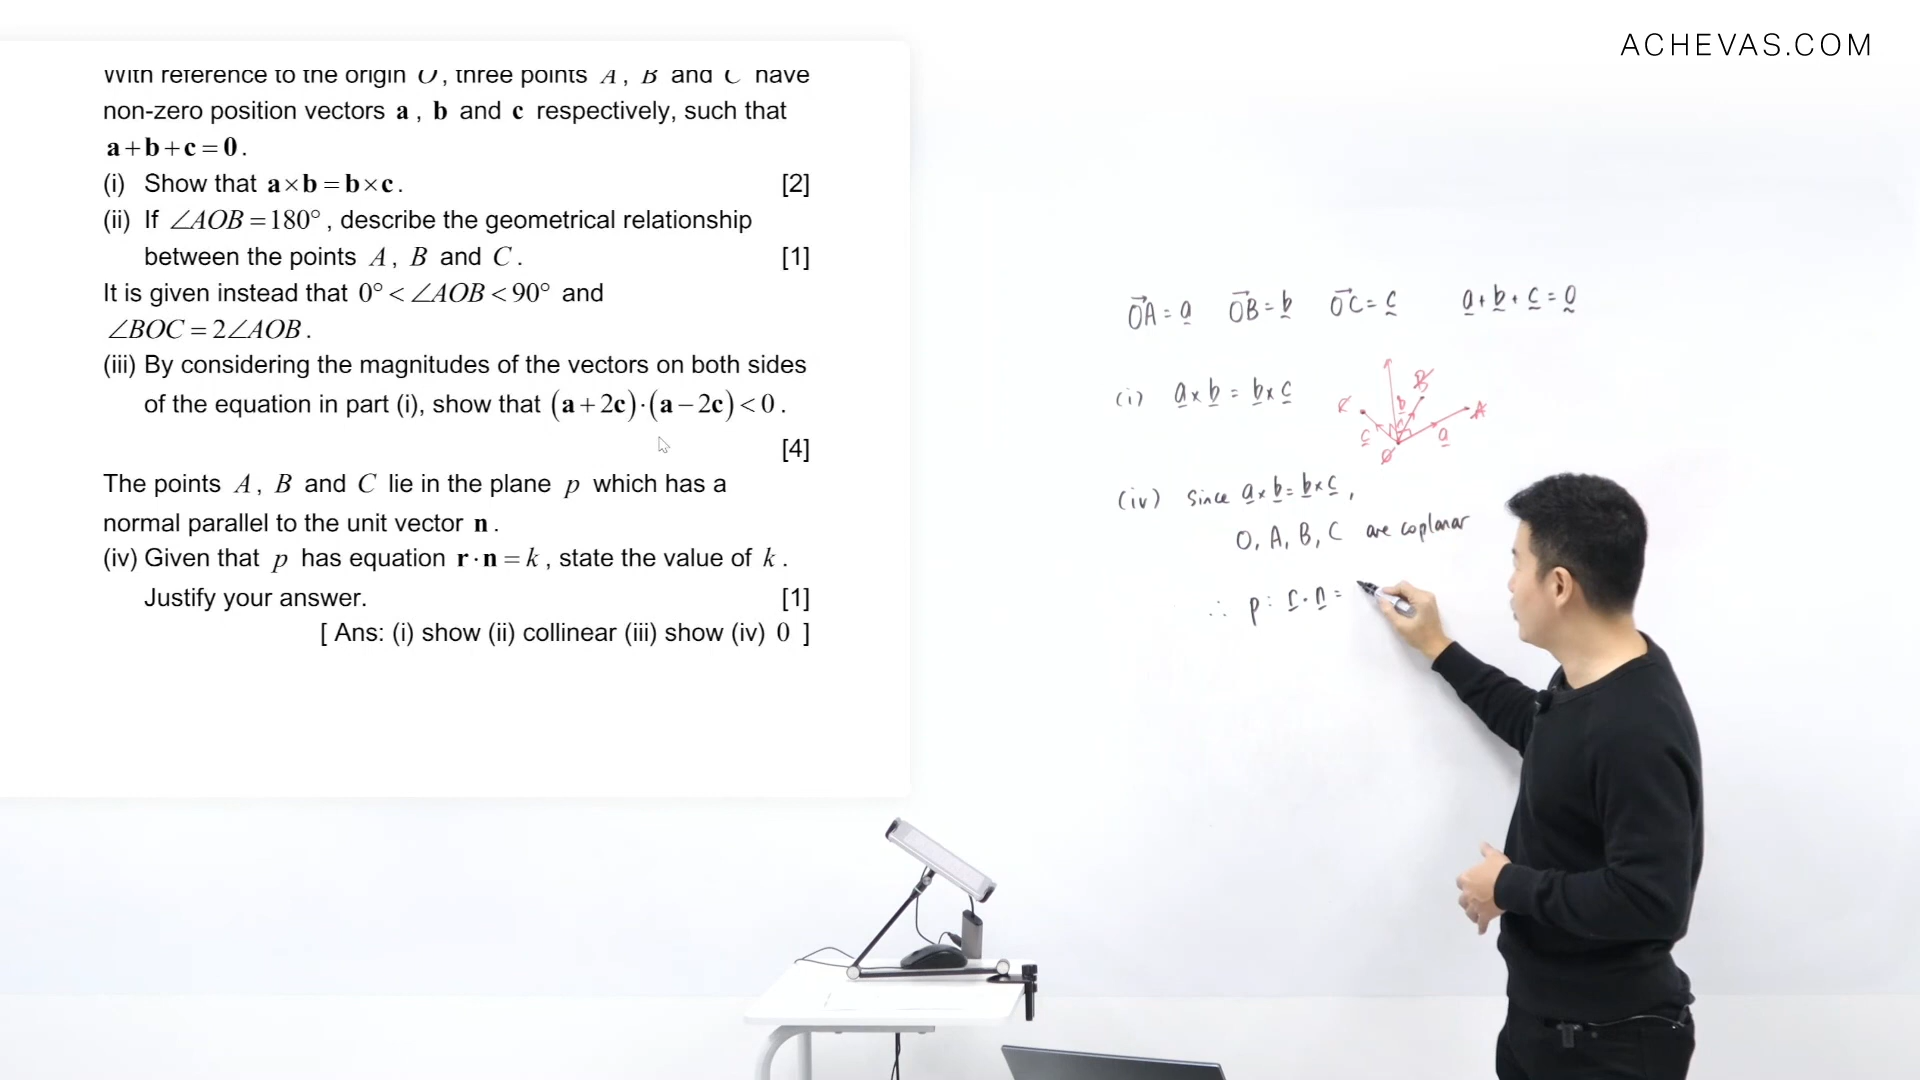 ACHEVAS.COM
With reference to the origin O, three points A, B and C have
non-zero position vectors a, b and c respectively, such that
a+b+c=0.
(i) Show that a×b=b×c. [2]
(ii) If ∠AOB=180°, describe the geometrical relationship
between the points A, B and C. [1]
It is given instead that 0°<∠AOB<90° and
∠BOC=2∠AOB.
(iii) By considering the magnitudes of the vectors on both sides
of the equation in part (i), show that (a+2c)·(a−2c)<0.
[4]
The points A, B and C lie in the plane p which has a
normal parallel to the unit vector n.
(iv) Given that p has equation r·n=k, state the value of k.
Justify your answer. [1]
[ Ans: (i) show (ii) collinear (iii) show (iv) 0 ]
OA = a OB = b OC = c a+b+c=0
(i) a×b = b×c
B
C
b
A
c
a
O
(iv) Since a×b=b×c,
O, A, B, C are coplanar
∴ p: r·n=